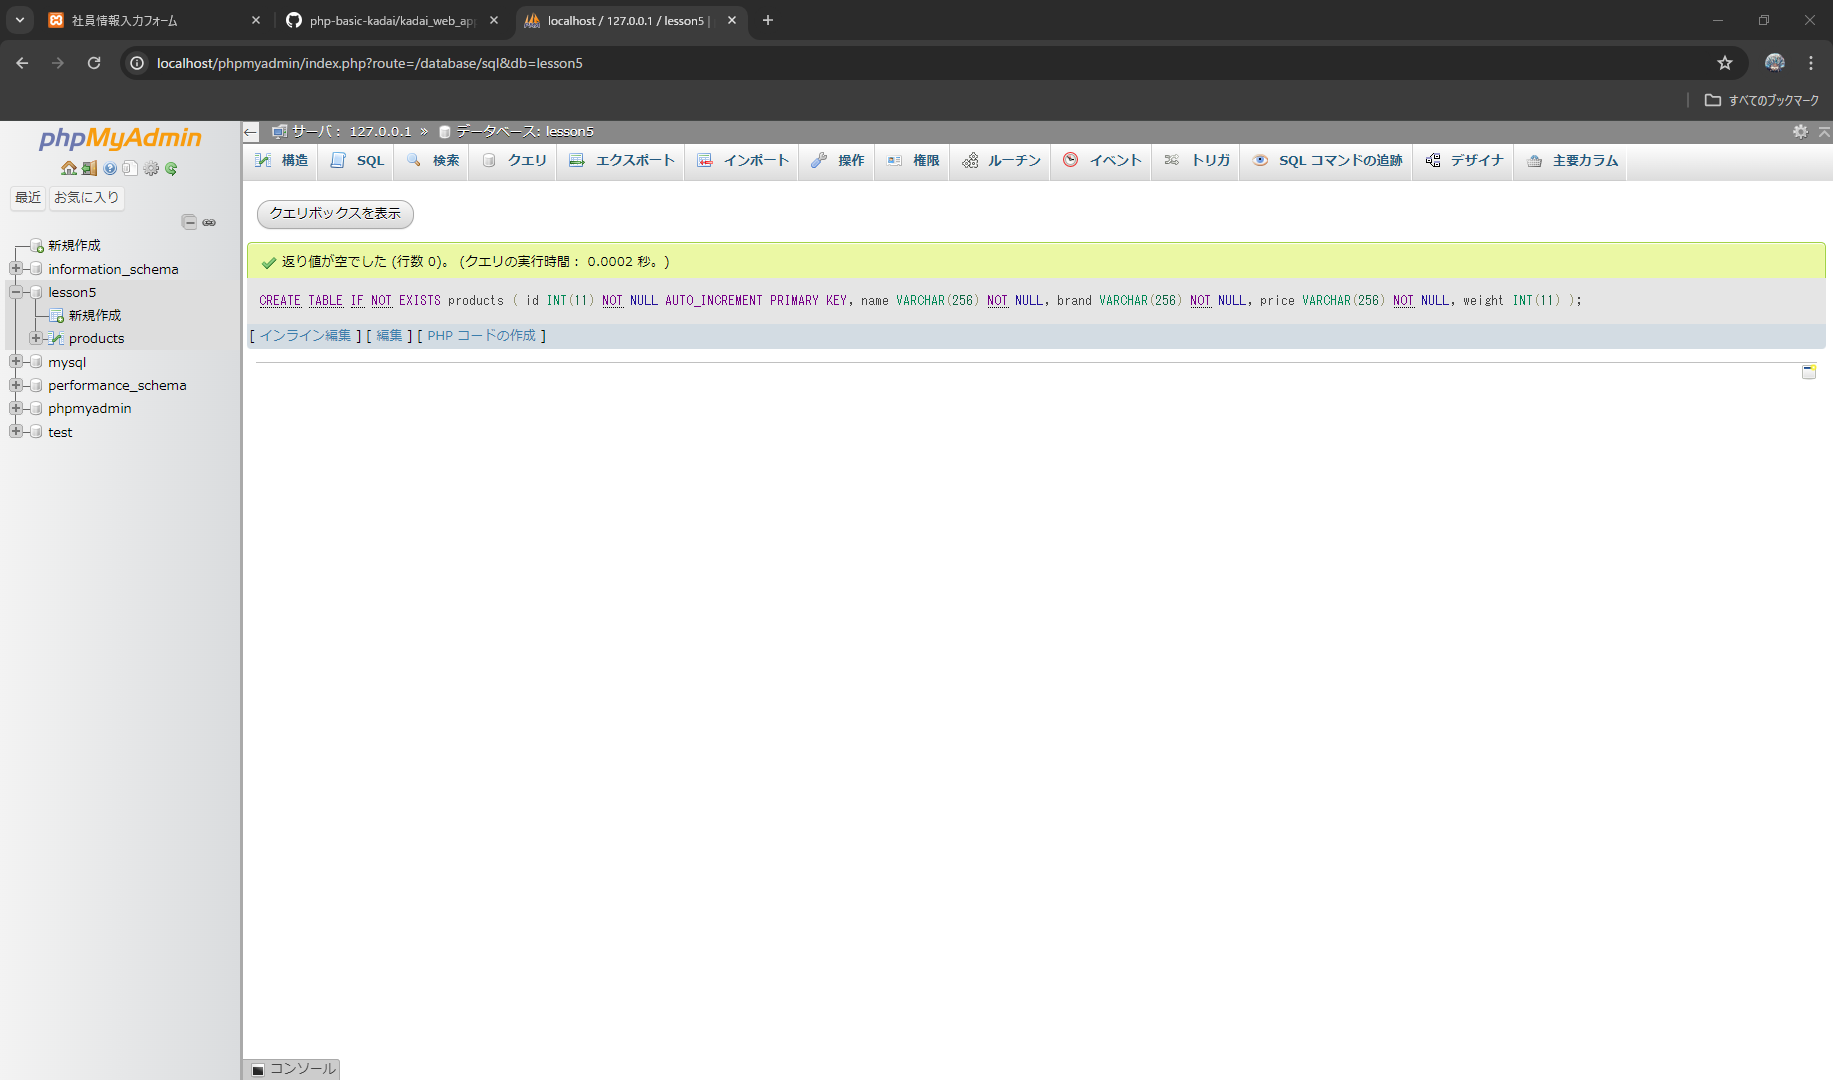 社員情報入力フォーム
php-basic-kadai/kadai_web_app
localhost / 127.0.0.1 / lesson5 |
localhost/phpmyadmin/index.php?route=/database/sql&db=lesson5
すべてのブックマーク
phpMyAdmin
最近 お気に入り
新規作成
information_schema
lesson5
新規作成
products
mysql
performance_schema
phpmyadmin
test
サーバ： 127.0.0.1 » データベース: lesson5
構造 SQL 検索 クエリ エクスポート インポート 操作 権限 ルーチン イベント トリガ SQL コマンドの追跡 デザイナ 主要カラム
クエリボックスを表示
返り値が空でした (行数 0)。 (クエリの実行時間： 0.0002 秒。)
CREATE TABLE IF NOT EXISTS products ( id INT(11) NOT NULL AUTO_INCREMENT PRIMARY KEY, name VARCHAR(256) NOT NULL, brand VARCHAR(256) NOT NULL, price VARCHAR(256) NOT NULL, weight INT(11) );
[ インライン編集 ] [ 編集 ] [ PHP コードの作成 ]
コンソール